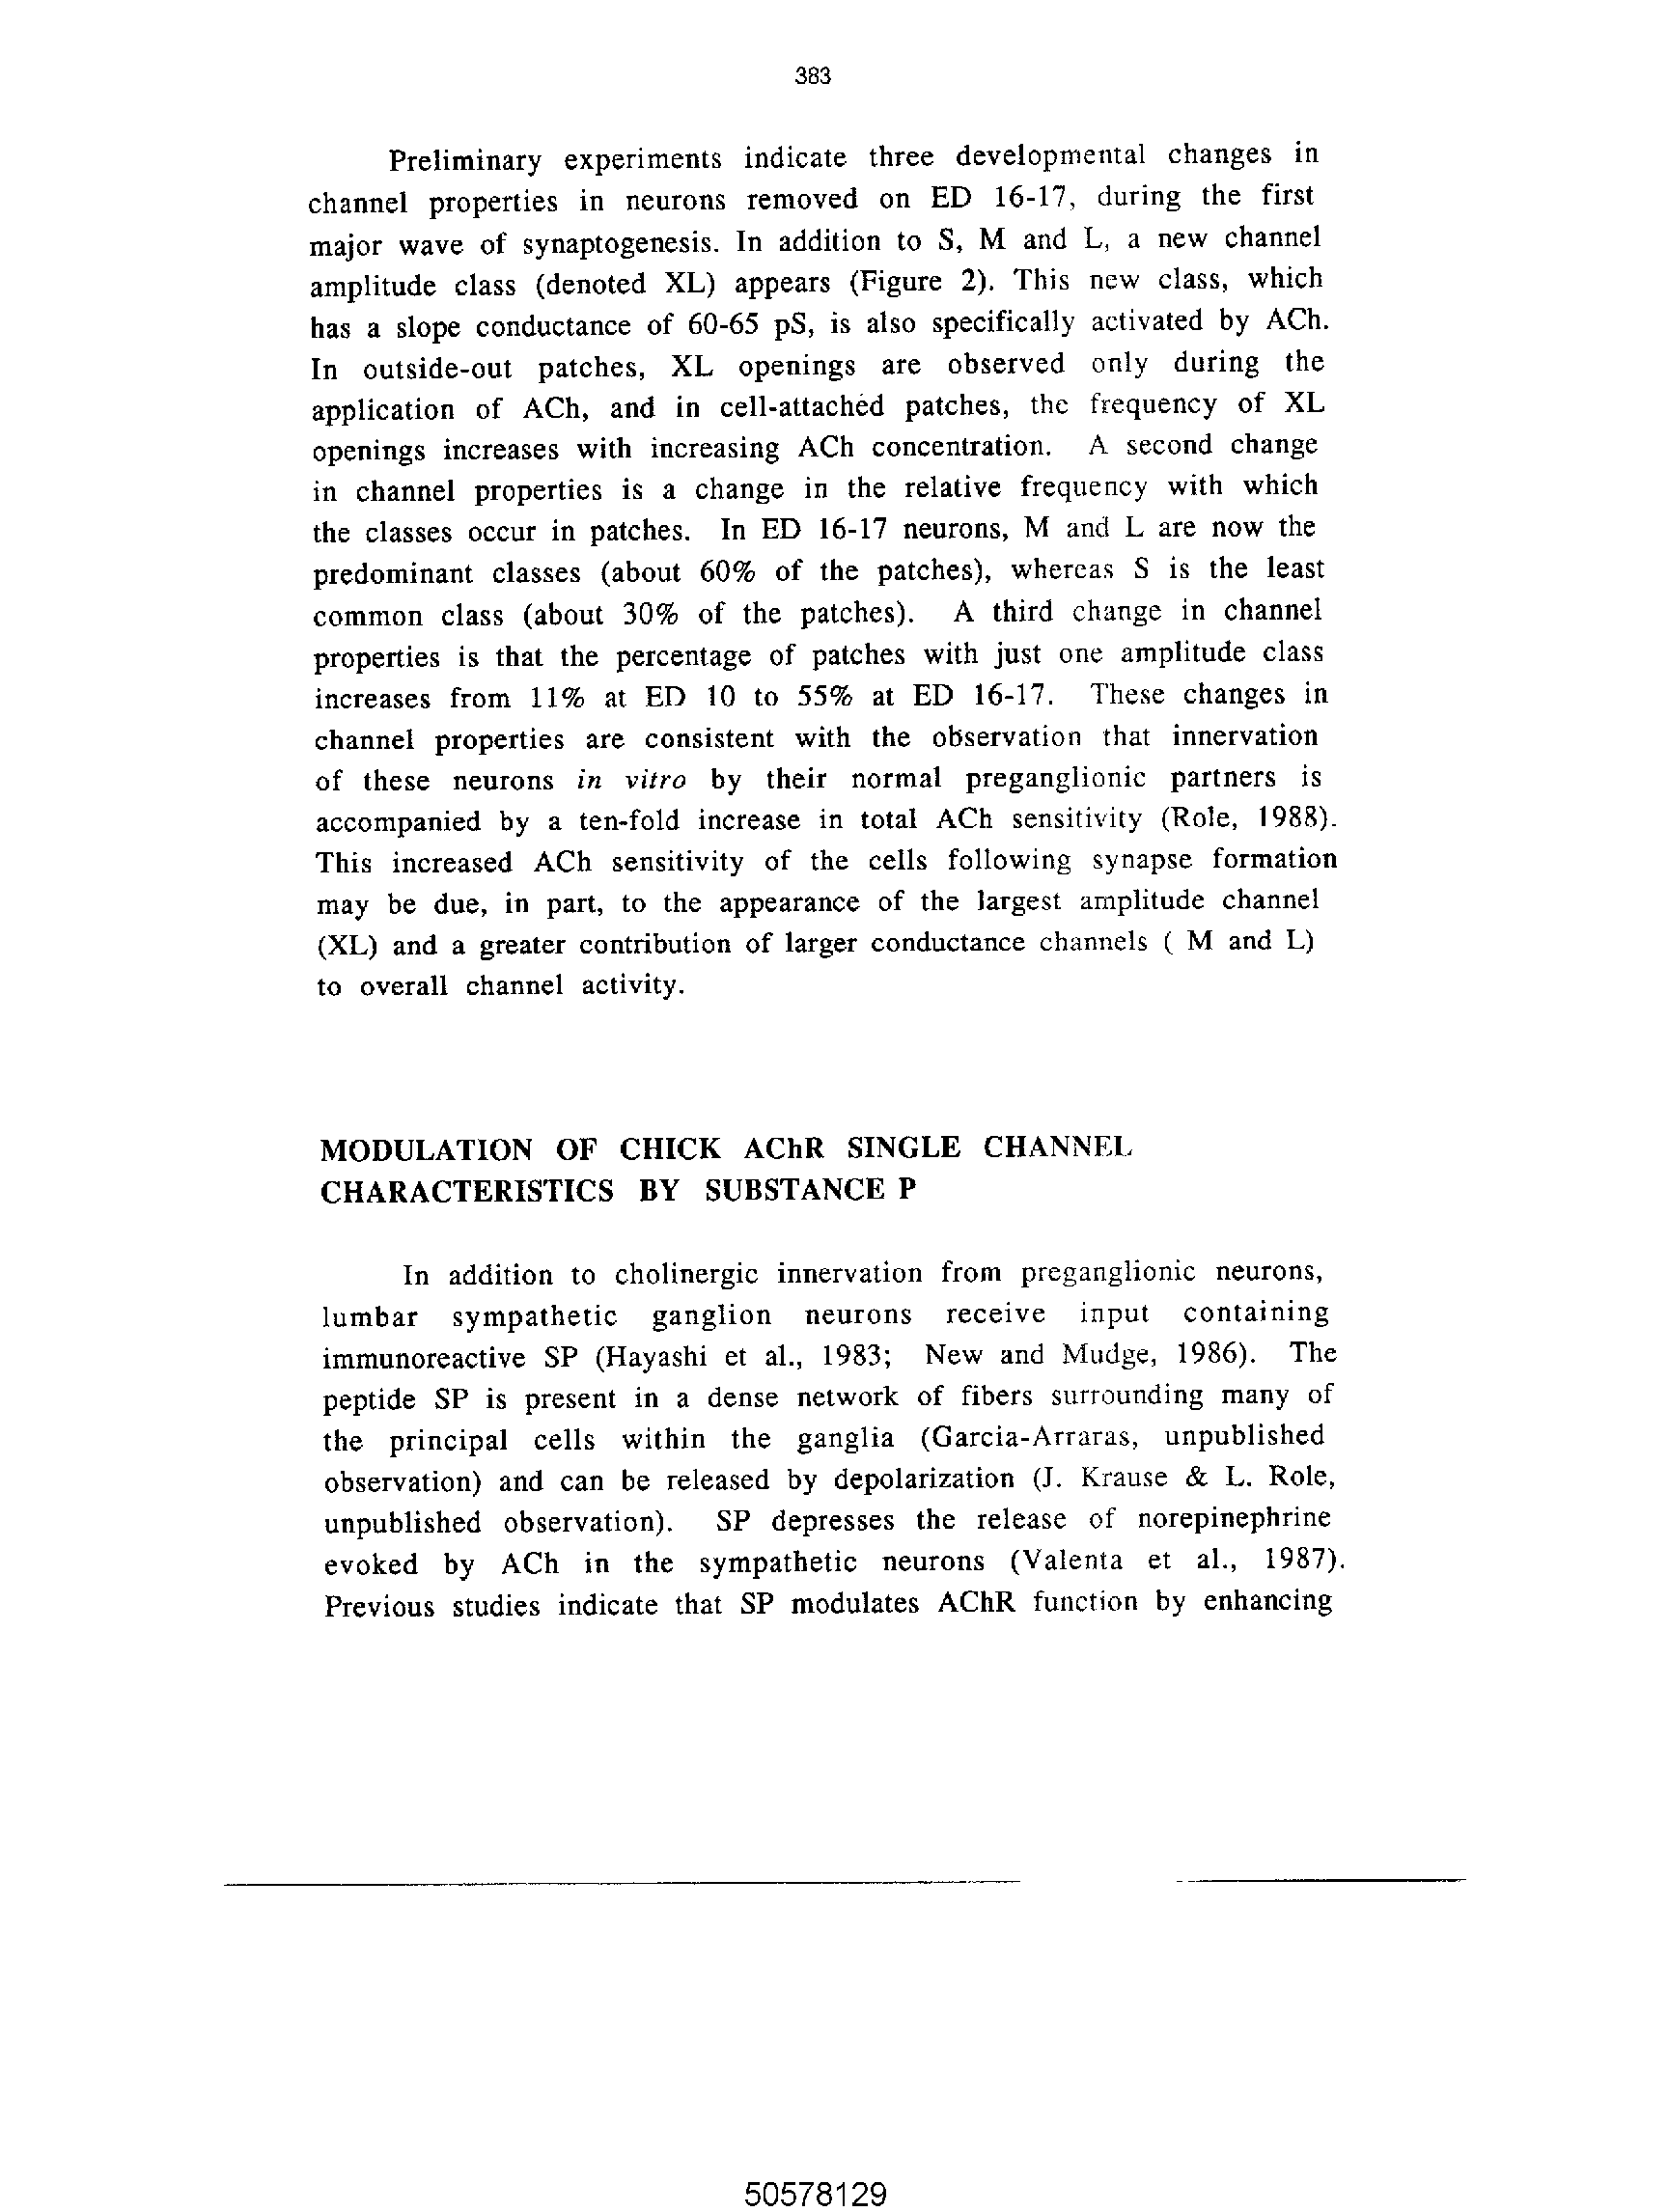 383
Preliminary experiments indicate three developmental changes in
channel properties in neurons removed on ED 16-17, during the first
major wave of synaptogenesis. In addition to S, M and L, a new channel
amplitude class (denoted XL) appears (Figure 2). This new class, which
has a slope conductance of 60-65 pS, is also specifically activated by ACh.
In outside-out patches, XL openings are observed only during the
application of ACh, and in cell-attached patches, the frequency of XL
openings increases with increasing ACh concentration. A second change
in channel properties is a change in the relative frequency with which
the classes occur in patches. In ED 16-17 neurons, M and L are now the
predominant classes (about 60% of the patches), whereas S is the least
common class (about 30% of the patches). A third change in channel
properties is that the percentage of patches with just one amplitude class
increases from 11% at ED 10 to 55% at ED 16-17. These changes in
channel properties are consistent with the observation that innervation
of these neurons in vitro by their normal preganglionic partners is
accompanied by a ten-fold increase in total ACh sensitivity (Role, 1988).
This increased ACh sensitivity of the cells following synapse formation
may be due, in part, to the appearance of the largest amplitude channel
(XL) and a greater contribution of larger conductance channels ( M and L)
to overall channel activity.
MODULATION OF CHICK AChR SINGLE CHANNEL
CHARACTERISTICS BY SUBSTANCE P
In addition to cholinergic innervation from preganglionic neurons,
lumbar sympathetic ganglion neurons receive input containing
immunoreactive SP (Hayashi et al., 1983; New and Mudge, 1986). The
peptide SP is present in a dense network of fibers surrounding many of
the principal cells within the ganglia (Garcia-Arraras, unpublished
observation) and can be released by depolarization (J. Krause & L. Role,
unpublished observation). SP depresses the release of norepinephrine
evoked by ACh in the sympathetic neurons (Valenta et al., 1987).
Previous studies indicate that SP modulates AChR function by enhancing
50578129